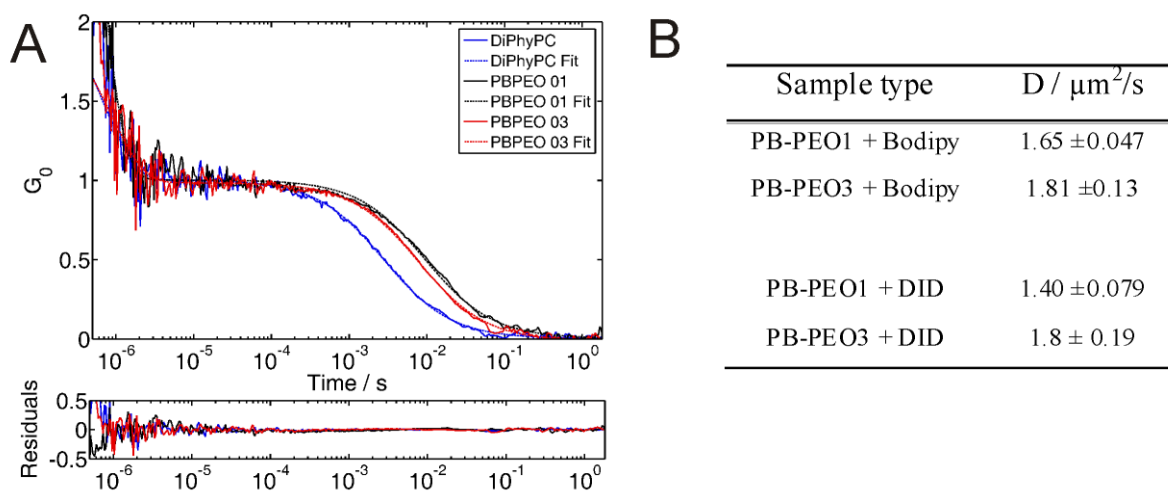 A
2
1.5
1
0.5
0
G₀
DiPhyPC
DiPhyPC Fit
PBPEO 01
PBPEO 01 Fit
PBPEO 03
PBPEO 03 Fit
10⁻⁶ 10⁻⁵ 10⁻⁴ 10⁻³ 10⁻² 10⁻¹ 10⁰
Time / s
0.5
0
-0.5
Residuals
10⁻⁶ 10⁻⁵ 10⁻⁴ 10⁻³ 10⁻² 10⁻¹ 10⁰
B
Sample type D / μm²/s
PB-PEO1 + Bodipy 1.65 ±0.047
PB-PEO3 + Bodipy 1.81 ±0.13
PB-PEO1 + DID 1.40 ±0.079
PB-PEO3 + DID 1.8 ± 0.19